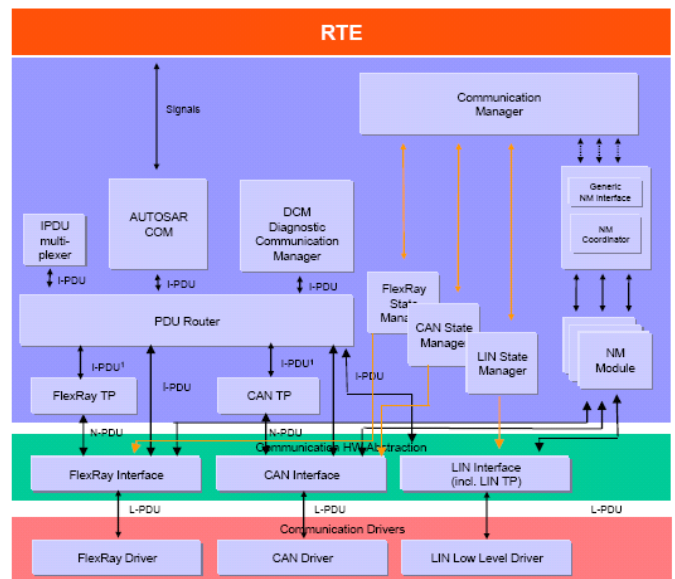 RTE
Signals
Communication
Manager
Generic
NM Interface
NM
Coordinator
IPDU
multi-
plexer
AUTOSAR
COM
DCM
Diagnostic
Communication
Manager
I-PDU
I-PDU
I-PDU
PDU Router
FlexRay
State
Manag
CAN State
Manager
LIN State
Manager
NM
Module
I-PDU¹
I-PDU
I-PDU¹
I-PDU
FlexRay TP
CAN TP
N-PDU
N-PDU
Communication HW Abstraction
FlexRay Interface
CAN Interface
LIN Interface
(incl. LIN TP)
L-PDU
L-PDU
L-PDU
Communication Drivers
FlexRay Driver
CAN Driver
LIN Low Level Driver